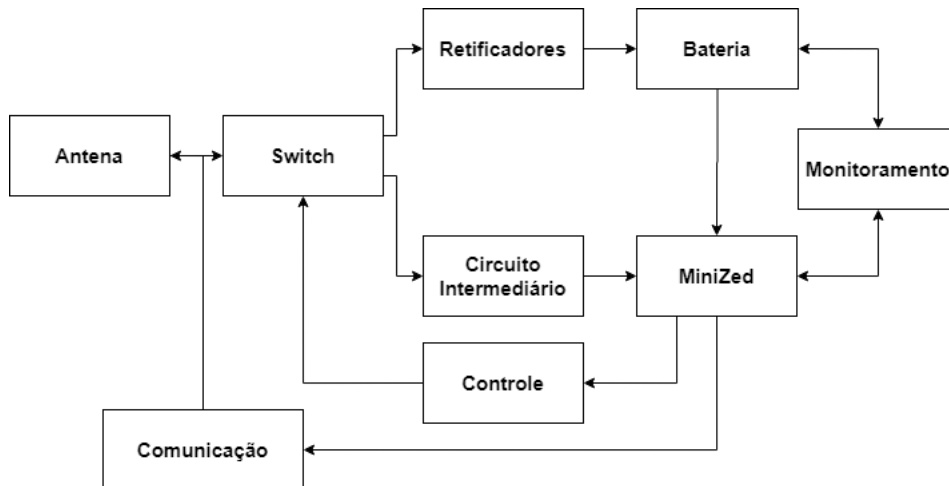 Retificadores
Bateria
Antena
Switch
Monitoramento
Circuito
Intermediário
MiniZed
Controle
Comunicação